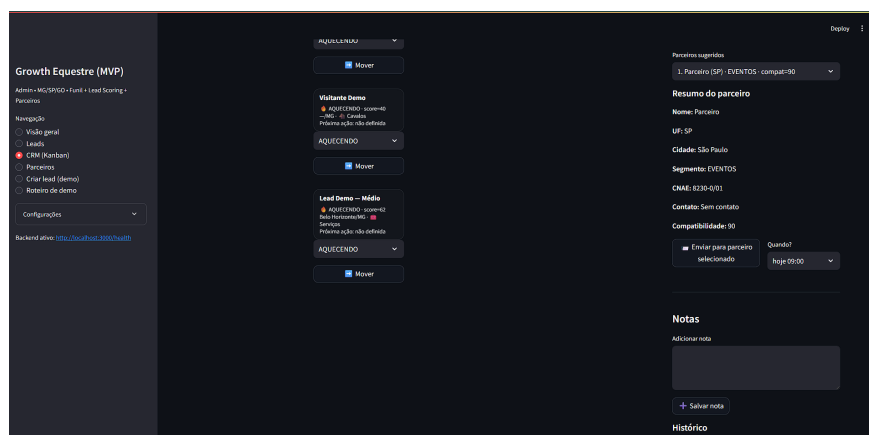 Deploy
Growth Equestre (MVP)
Admin • MG/SP/GO • Funil + Lead Scoring +
Parceiros
Navegação
Visão geral
Leads
CRM (Kanban)
Parceiros
Criar lead (demo)
Roteiro de demo
Configurações
Backend ativo: http://localhost:3000/health
AQUECENDO
Mover
Visitante Demo
AQUECENDO · score=40
—/MG · Cavalos
Próxima ação: não definida
AQUECENDO
Mover
Lead Demo — Médio
AQUECENDO · score=62
Belo Horizonte/MG ·
Serviços
Próxima ação: não definida
AQUECENDO
Mover
Parceiros sugeridos
1. Parceiro (SP) · EVENTOS · compat=90
Resumo do parceiro
Nome: Parceiro
UF: SP
Cidade: São Paulo
Segmento: EVENTOS
CNAE: 8230-0/01
Contato: Sem contato
Compatibilidade: 90
Enviar para parceiro
selecionado
Quando?
hoje 09:00
Notas
Adicionar nota
Salvar nota
Histórico